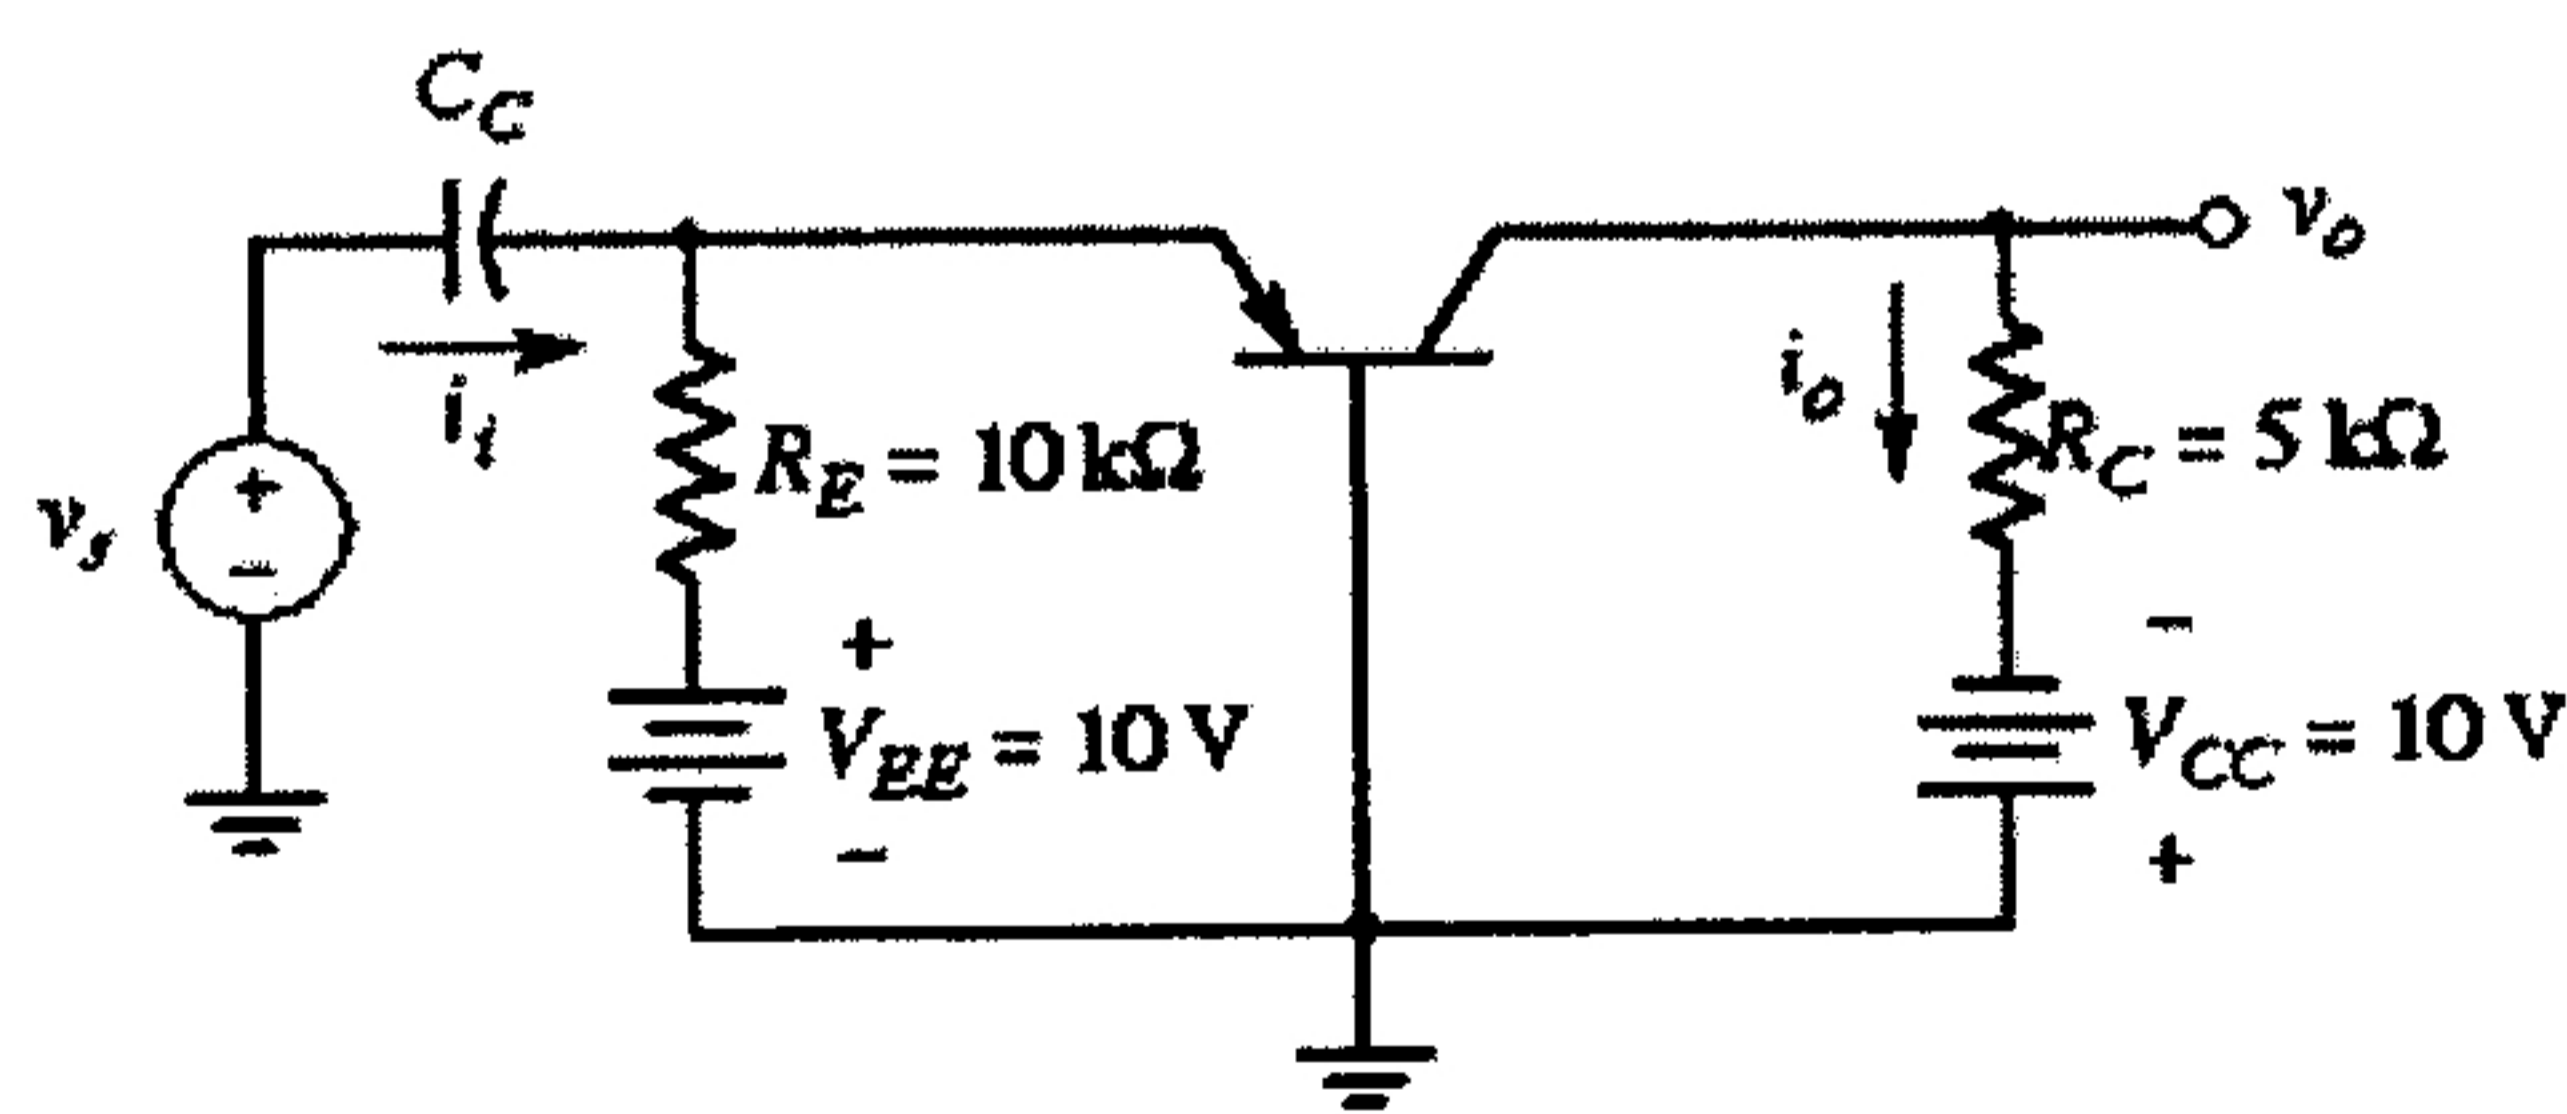 C_C
i_i
v_s
+
−
R_E = 10 kΩ
+
V_EE = 10 V
−
i_o
v_o
R_C = 5 kΩ
−
V_CC = 10 V
+